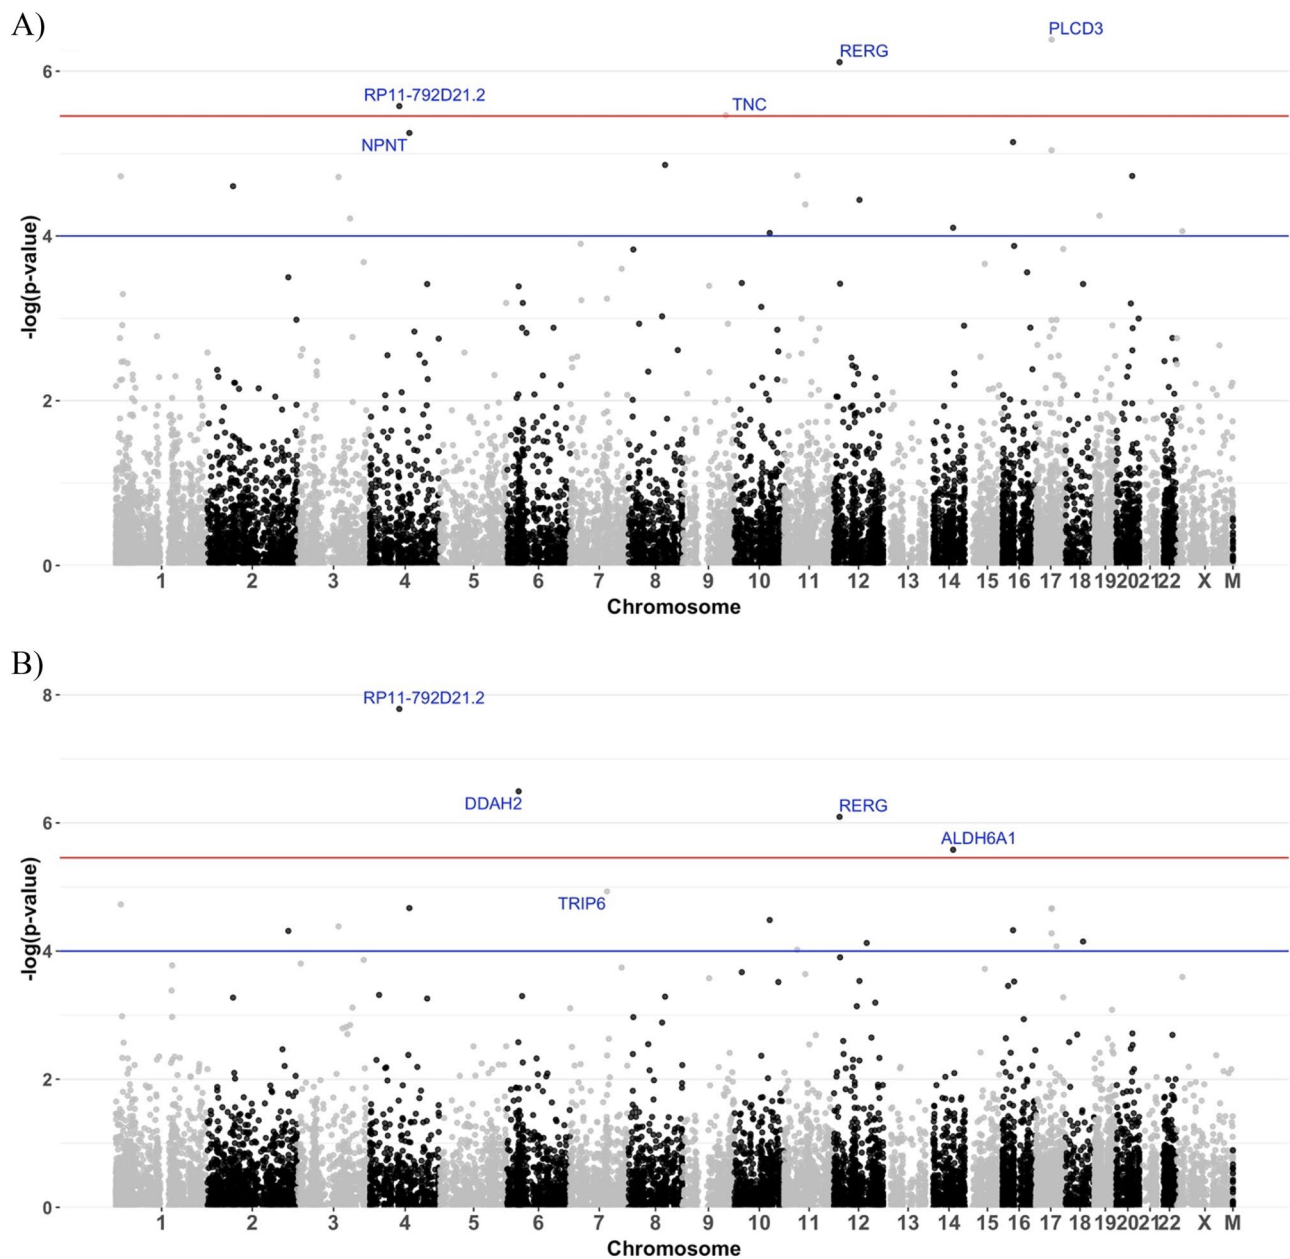 A)
PLCD3
RERG
6
RP11-792D21.2
TNC
NPNT
-log(p-value)
4
2
0
1 2 3 4 5 6 7 8 9 10 11 12 13 14 15 16 17 18 19 20 21 22 X M
Chromosome
B)
8
RP11-792D21.2
DDAH2
RERG
6
ALDH6A1
TRIP6
-log(p-value)
4
2
0
1 2 3 4 5 6 7 8 9 10 11 12 13 14 15 16 17 18 19 20 21 22 X M
Chromosome